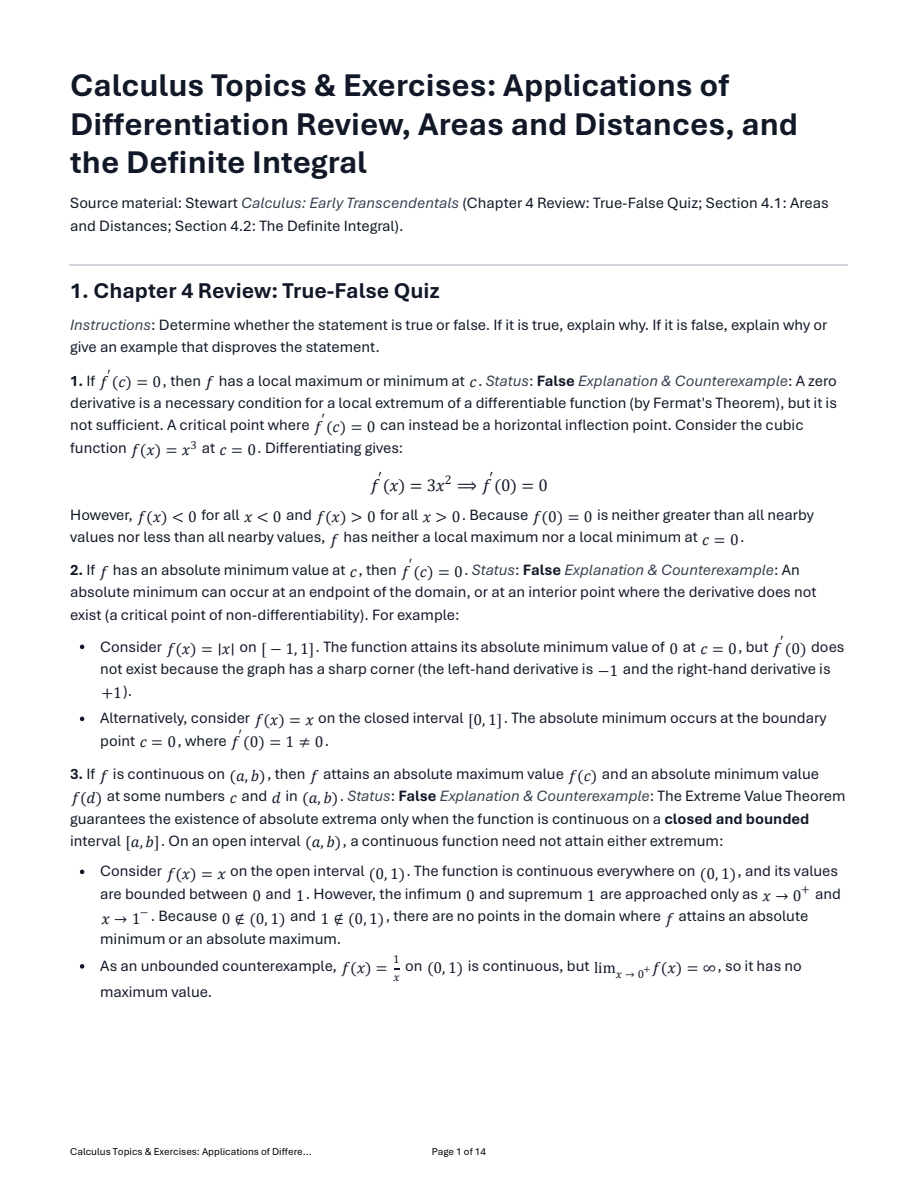 Calculus Topics & Exercises: Applications of
Differentiation Review, Areas and Distances, and
the Definite Integral
Source material: Stewart Calculus: Early Transcendentals (Chapter 4 Review: True-False Quiz; Section 4.1: Areas
and Distances; Section 4.2: The Definite Integral).
1. Chapter 4 Review: True-False Quiz
Instructions: Determine whether the statement is true or false. If it is true, explain why. If it is false, explain why or
give an example that disproves the statement.
1. If f′(c) = 0, then f has a local maximum or minimum at c. Status: False Explanation & Counterexample: A zero
derivative is a necessary condition for a local extremum of a differentiable function (by Fermat's Theorem), but it is
not sufficient. A critical point where f′(c) = 0 can instead be a horizontal inflection point. Consider the cubic
function f(x) = x³ at c = 0. Differentiating gives:
f′(x) = 3x² ⟹ f′(0) = 0
However, f(x) < 0 for all x < 0 and f(x) > 0 for all x > 0. Because f(0) = 0 is neither greater than all nearby
values nor less than all nearby values, f has neither a local maximum nor a local minimum at c = 0.
2. If f has an absolute minimum value at c, then f′(c) = 0. Status: False Explanation & Counterexample: An
absolute minimum can occur at an endpoint of the domain, or at an interior point where the derivative does not
exist (a critical point of non-differentiability). For example:
• Consider f(x) = |x| on [ − 1, 1]. The function attains its absolute minimum value of 0 at c = 0, but f′(0) does
not exist because the graph has a sharp corner (the left-hand derivative is −1 and the right-hand derivative is
+1).
• Alternatively, consider f(x) = x on the closed interval [0, 1]. The absolute minimum occurs at the boundary
point c = 0, where f′(0) = 1 ≠ 0.
3. If f is continuous on (a, b), then f attains an absolute maximum value f(c) and an absolute minimum value
f(d) at some numbers c and d in (a, b). Status: False Explanation & Counterexample: The Extreme Value Theorem
guarantees the existence of absolute extrema only when the function is continuous on a closed and bounded
interval [a, b]. On an open interval (a, b), a continuous function need not attain either extremum:
• Consider f(x) = x on the open interval (0, 1). The function is continuous everywhere on (0, 1), and its values
are bounded between 0 and 1. However, the infimum 0 and supremum 1 are approached only as x → 0⁺ and
x → 1⁻. Because 0 ∉ (0, 1) and 1 ∉ (0, 1), there are no points in the domain where f attains an absolute
minimum or an absolute maximum.
• As an unbounded counterexample, f(x) = 1/x on (0, 1) is continuous, but lim x → 0⁺ f(x) = ∞, so it has no
maximum value.
Calculus Topics & Exercises: Applications of Differe...
Page 1 of 14